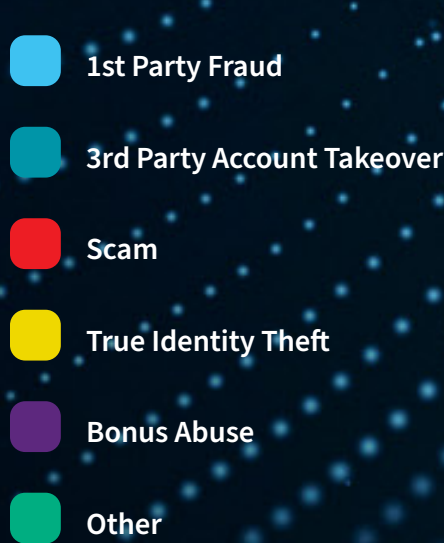 1st Party Fraud
3rd Party Account Takeover
Scam
True Identity Theft
Bonus Abuse
Other